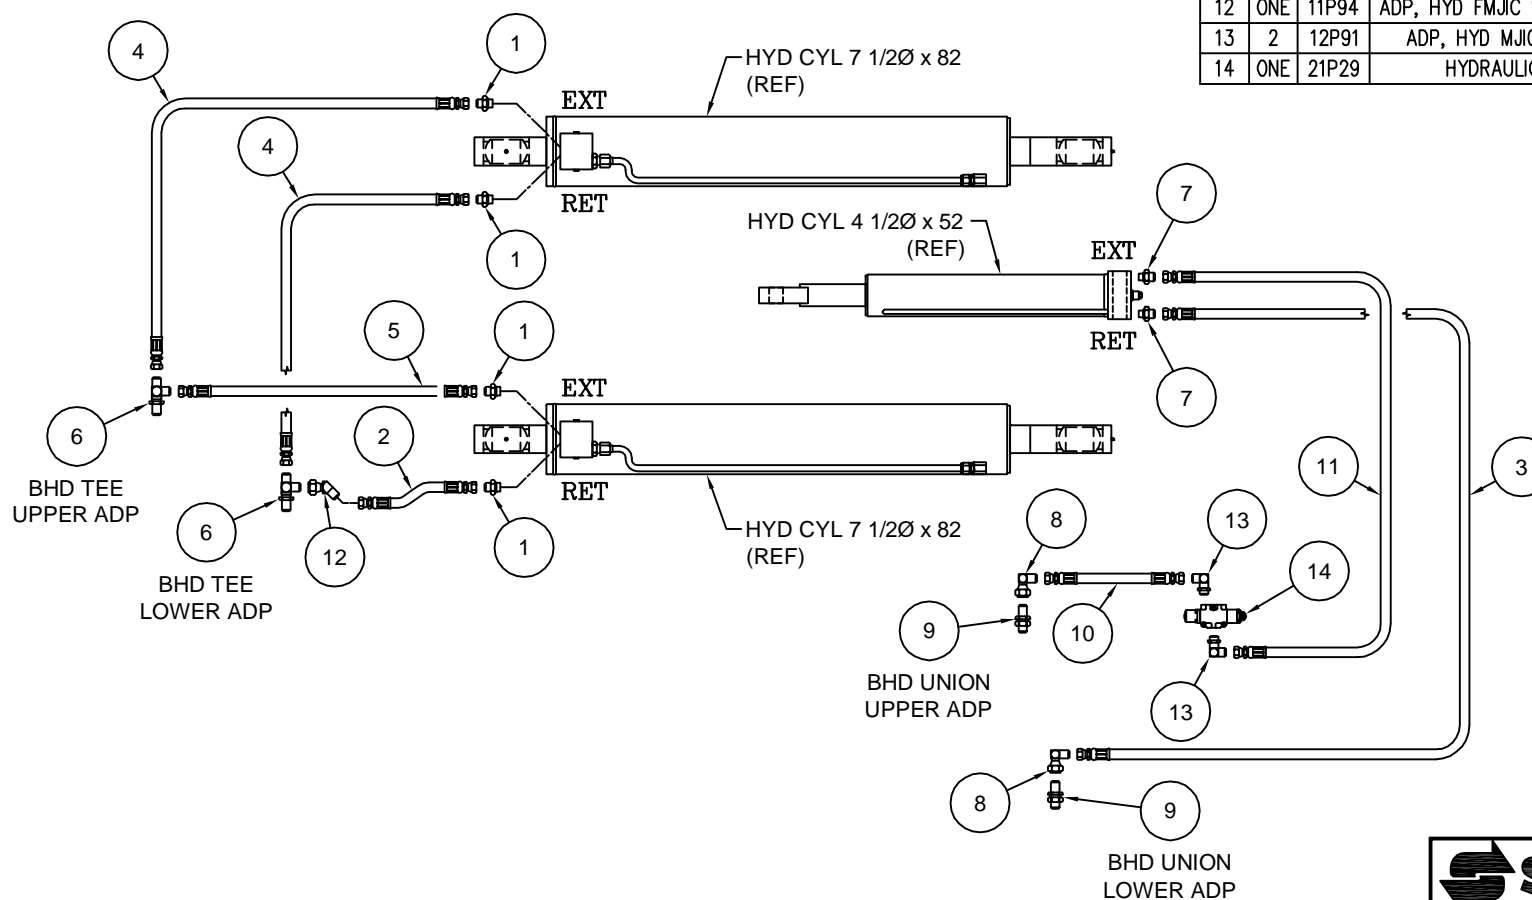 12 ONE 11P94 ADP, HYD FMJIC
13 2 12P91 ADP, HYD MJIC
14 ONE 21P29 HYDRAULIC
4
1
HYD CYL 7 1/2Ø x 82
(REF)
EXT
4
RET
1
7
HYD CYL 4 1/2Ø x 52
(REF)
EXT
RET
7
5
1
EXT
6
2
BHD TEE
UPPER ADP
RET
11
3
6
12
1
HYD CYL 7 1/2Ø x 82
(REF)
BHD TEE
LOWER ADP
8
13
14
9
10
BHD UNION
UPPER ADP
13
8
9
BHD UNION
LOWER ADP
S